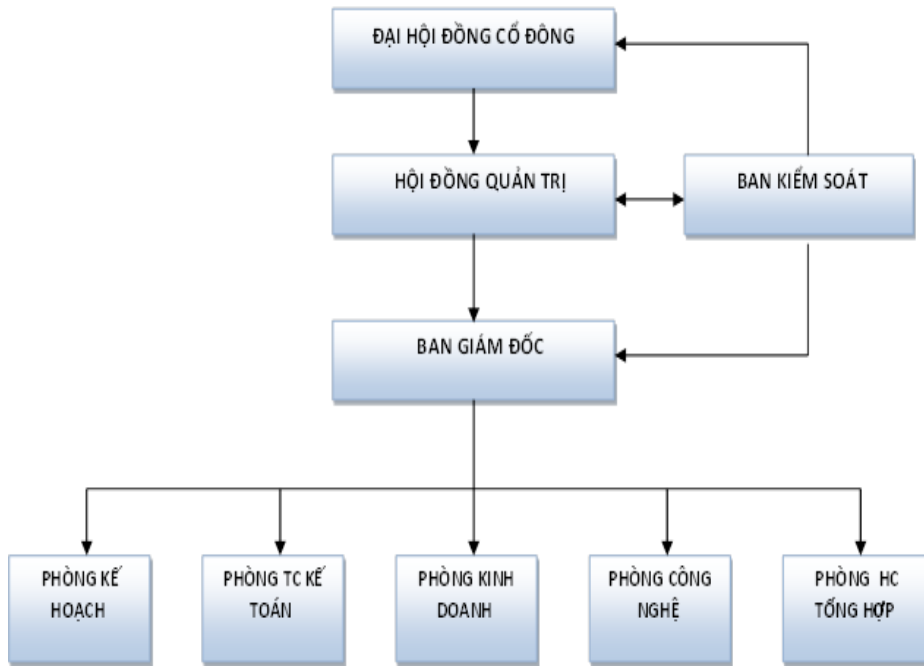 ĐẠI HỘI ĐỒNG CỔ ĐÔNG
HỘI ĐỒNG QUẢN TRỊ
BAN KIỂM SOÁT
BAN GIÁM ĐỐC
PHÒNG KẾ
HOẠCH
PHÒNG TC KẾ
TOÁN
PHÒNG KINH
DOANH
PHÒNG CÔNG
NGHỆ
PHÒNG HC
TỔNG HỢP